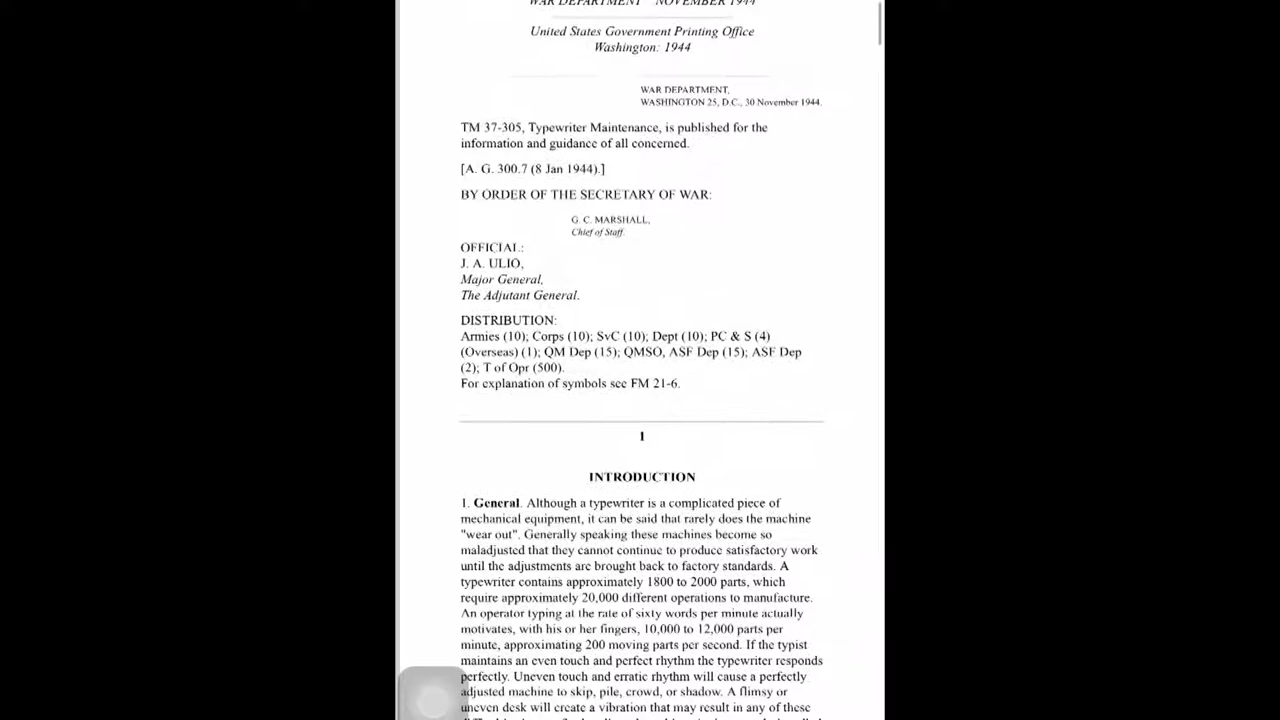 WAR DEPARTMENT NOVEMBER 1944
United States Government Printing Office
Washington: 1944
WAR DEPARTMENT,
WASHINGTON 25, D.C., 30 November 1944.
TM 37-305, Typewriter Maintenance, is published for the
information and guidance of all concerned.
[A. G. 300.7 (8 Jan 1944).]
BY ORDER OF THE SECRETARY OF WAR:
G. C. MARSHALL,
Chief of Staff.
OFFICIAL:
J. A. ULIO,
Major General,
The Adjutant General.
DISTRIBUTION:
Armies (10); Corps (10); SvC (10); Dept (10); PC & S (4)
(Overseas) (1); QM Dep (15); QMSO, ASF Dep (15); ASF Dep
(2); T of Opr (500).
For explanation of symbols see FM 21-6.
1
INTRODUCTION
1. General. Although a typewriter is a complicated piece of
mechanical equipment, it can be said that rarely does the machine
"wear out". Generally speaking these machines become so
maladjusted that they cannot continue to produce satisfactory work
until the adjustments are brought back to factory standards. A
typewriter contains approximately 1800 to 2000 parts, which
require approximately 20,000 different operations to manufacture.
An operator typing at the rate of sixty words per minute actually
motivates, with his or her fingers, 10,000 to 12,000 parts per
minute, approximating 200 moving parts per second. If the typist
maintains an even touch and perfect rhythm the typewriter responds
perfectly. Uneven touch and erratic rhythm will cause a perfectly
adjusted machine to skip, pile, crowd, or shadow. A flimsy or
uneven desk will create a vibration that may result in any of these